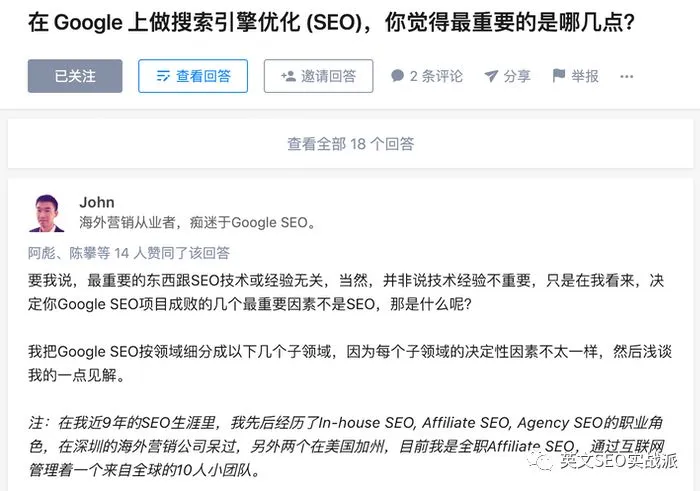 在 Google 上做搜索引擎优化 (SEO)，你觉得最重要的是哪几点？
已关注 查看回答 邀请回答 2 条评论 分享 举报 ···
查看全部 18 个回答
John
海外营销从业者，痴迷于Google SEO。
阿彪、陈攀等 14 人赞同了该回答
要我说，最重要的东西跟SEO技术或经验无关，当然，并非说技术经验不重要，只是在我看来，决
定你Google SEO项目成败的几个最重要因素不是SEO，那是什么呢？
我把Google SEO按领域细分成以下几个子领域，因为每个子领域的决定性因素不太一样，然后浅谈
我的一点见解。
注：在我近9年的SEO生涯里，我先后经历了In-house SEO, Affiliate SEO, Agency SEO的职业角
色，在深圳的海外营销公司呆过，另外两个在美国加州，目前我是全职Affiliate SEO，通过互联网
管理着一个来自全球的10人小团队。
英文SEO实战派